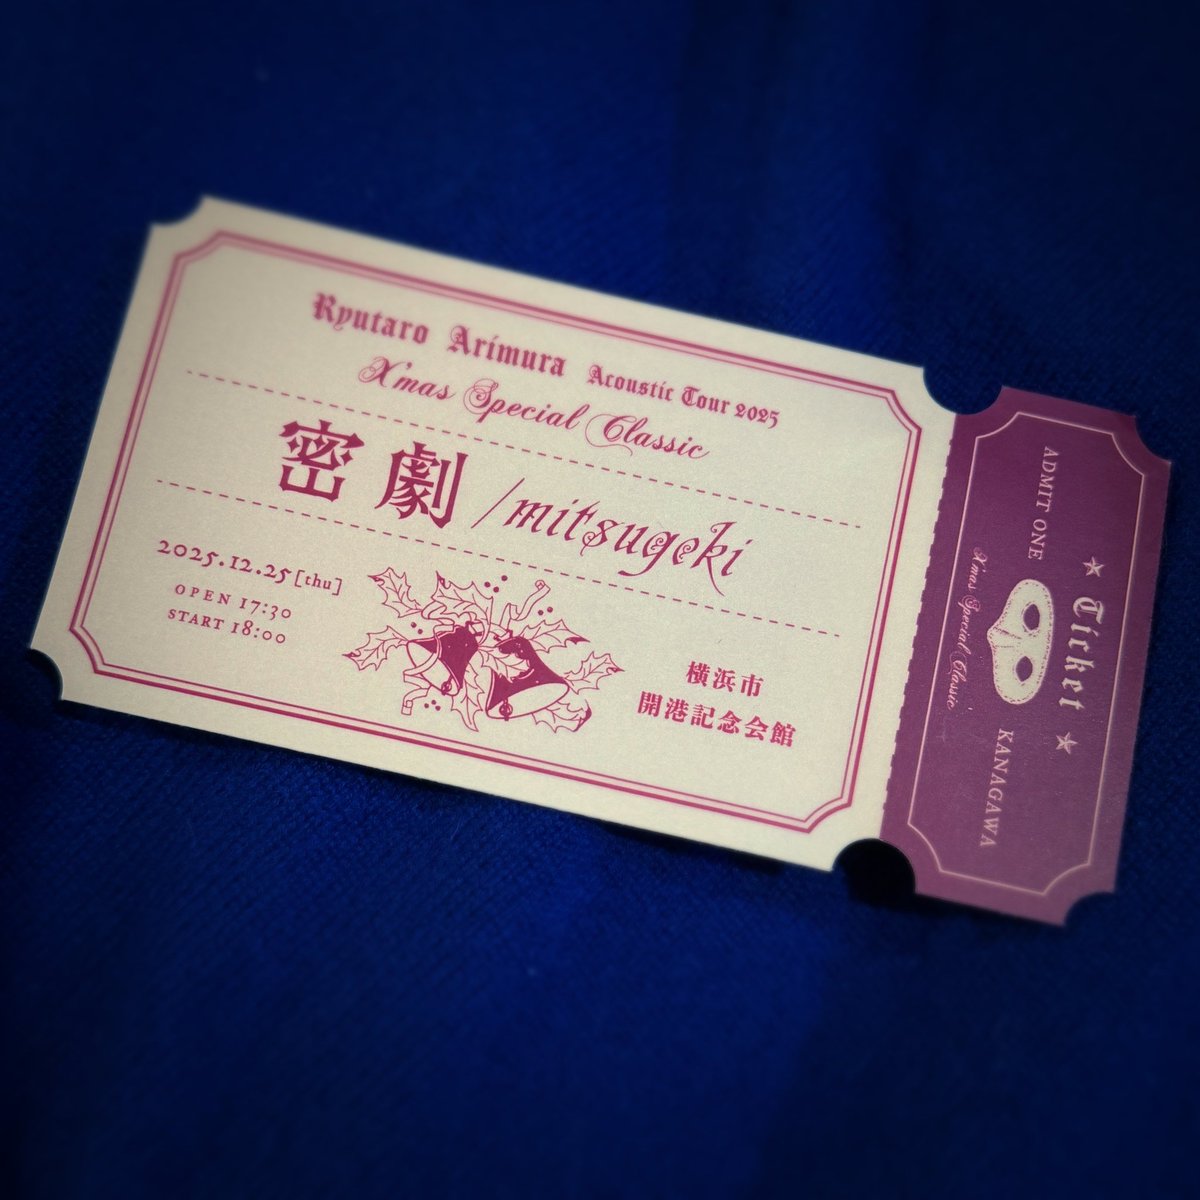 Ryutaro Arimura Acoustic Tour 2025
X'mas Special Classic
密劇/mitsugeki
2025.12.25[thu]
OPEN 17:30
START 18:00
横浜市
開港記念会館
★ Ticket ★
ADMIT ONE KANAGAWA
X'mas Special Classic